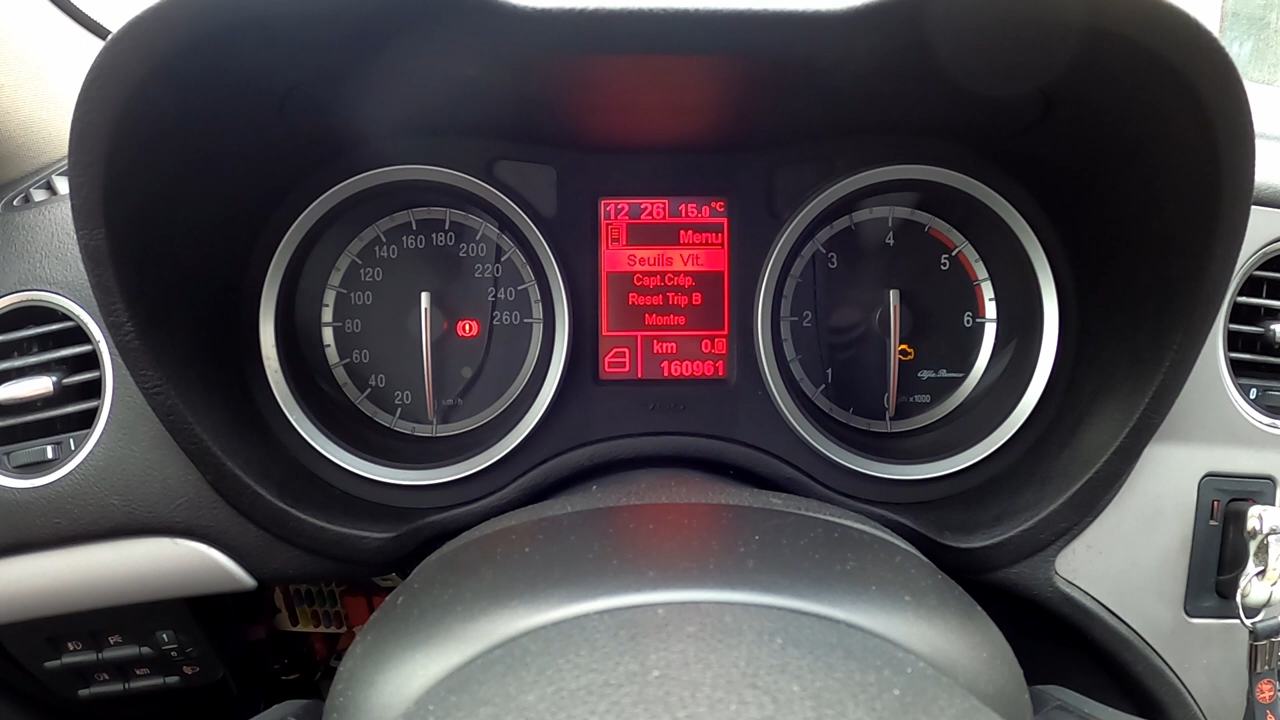 12 26 15.0°C
Menu
Seuils Vit.
Capt.Crép.
Reset Trip B
Montre
km 0.0
160961
20
40
60
80
100
120
140
160
180
200
220
240
260
km/h
1
2
3
4
5
6
x1000
Alfa Romeo
km
0